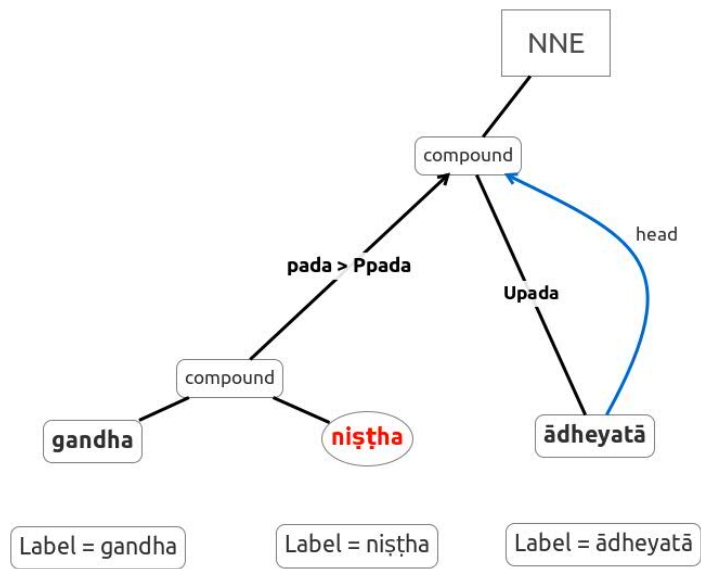 NNE
compound
head
pada > Ppada
Upada
compound
gandha
niṣṭha
ādheyatā
Label = gandha
Label = niṣṭha
Label = ādheyatā